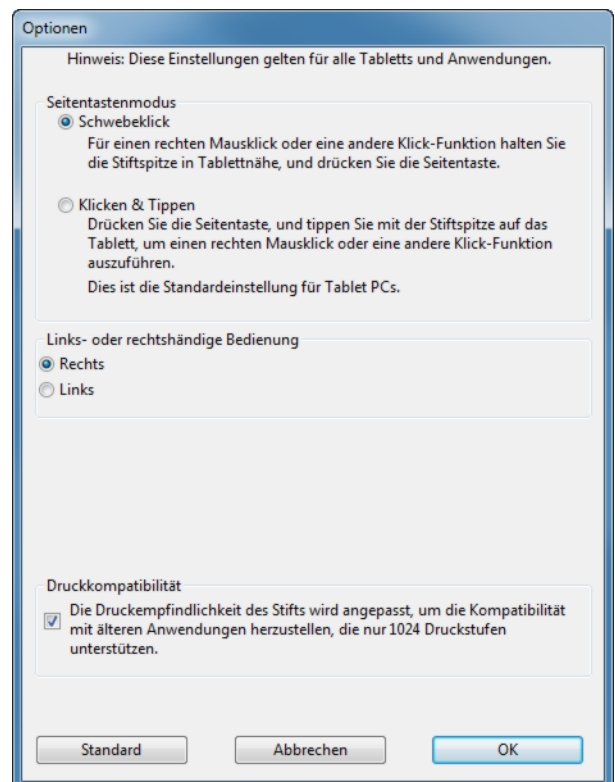 Optionen
Hinweis: Diese Einstellungen gelten für alle Tabletts und Anwendungen.
Seitentastenmodus
Schwebeklick
Für einen rechten Mausklick oder eine andere Klick-Funktion halten Sie
die Stiftspitze in Tablettnähe, und drücken Sie die Seitentaste.
Klicken & Tippen
Drücken Sie die Seitentaste, und tippen Sie mit der Stiftspitze auf das
Tablett, um einen rechten Mausklick oder eine andere Klick-Funktion
auszuführen.
Dies ist die Standardeinstellung für Tablet PCs.
Links- oder rechtshändige Bedienung
Rechts
Links
Druckkompatibilität
Die Druckempfindlichkeit des Stifts wird angepasst, um die Kompatibilität
mit älteren Anwendungen herzustellen, die nur 1024 Druckstufen
unterstützen.
Standard Abbrechen OK